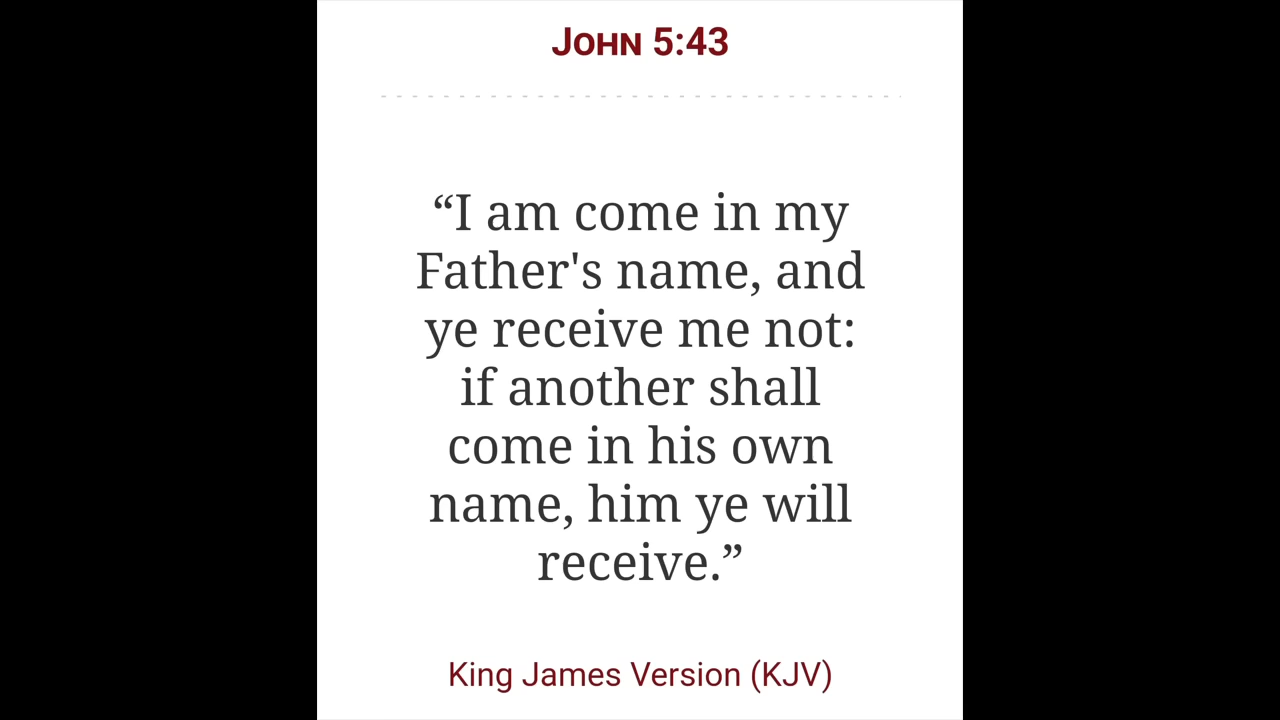 John 5:43
“I am come in my
Father's name, and
ye receive me not:
if another shall
come in his own
name, him ye will
receive.”
King James Version (KJV)